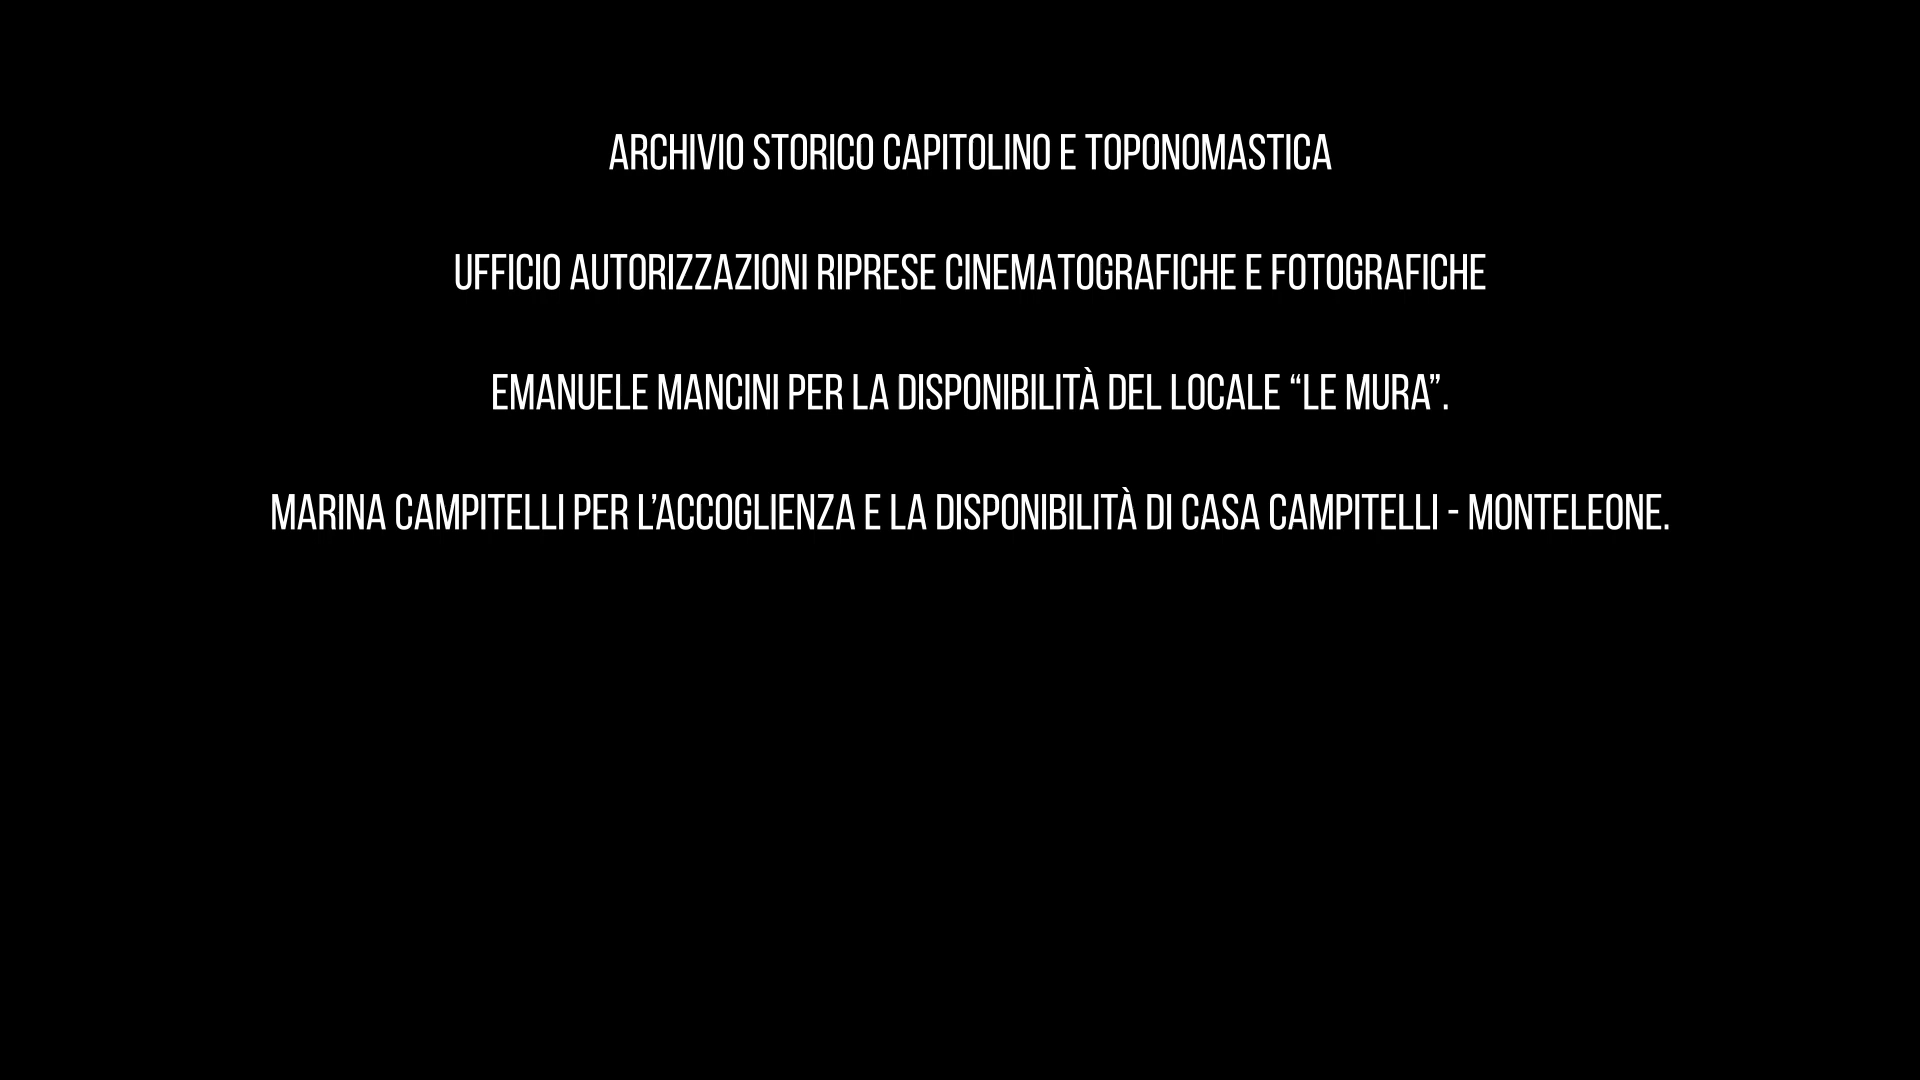 ARCHIVIO STORICO CAPITOLINO E TOPONOMASTICA
UFFICIO AUTORIZZAZIONI RIPRESE CINEMATOGRAFICHE E FOTOGRAFICHE
EMANUELE MANCINI PER LA DISPONIBILITÀ DEL LOCALE “LE MURA”.
MARINA CAMPITELLI PER L’ACCOGLIENZA E LA DISPONIBILITÀ DI CASA CAMPITELLI - MONTELEONE.